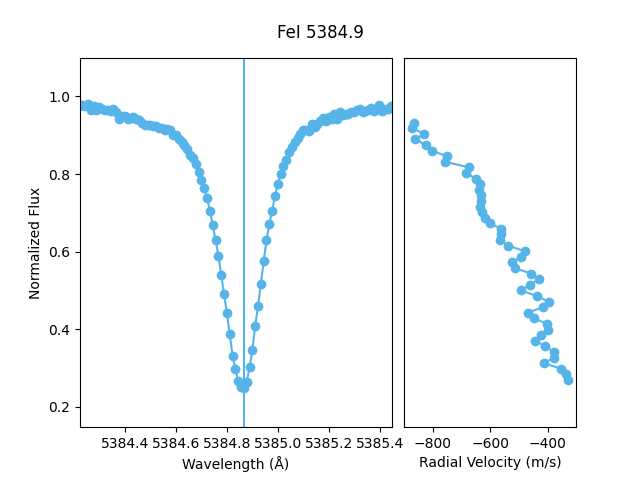 FeI 5384.9
Normalized Flux
1.0
0.8
0.6
0.4
0.2
5384.4 5384.6 5384.8 5385.0 5385.2 5385.4
Wavelength (Å)
−800 −600 −400
Radial Velocity (m/s)